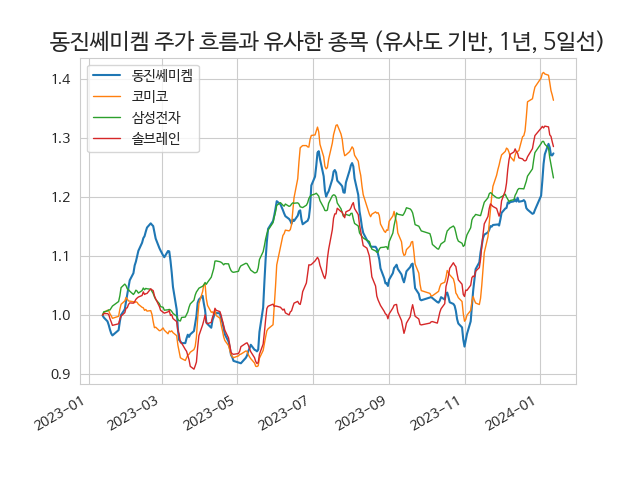 동진쎄미켐 주가 흐름과 유사한 종목 (유사도 기반, 1년, 5일선)
동진쎄미켐
코미코
삼성전자
솔브레인
1.4
1.3
1.2
1.1
1.0
0.9
2023-01
2023-03
2023-05
2023-07
2023-09
2023-11
2024-01